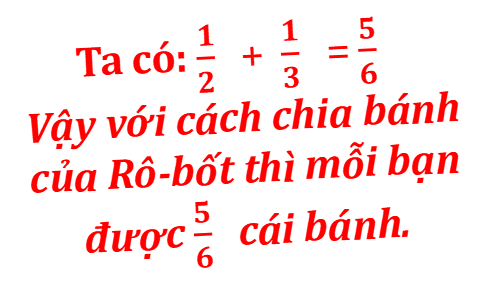 Ta có: 1/2 + 1/3 = 5/6
Vậy với cách chia bánh
của Rô-bốt thì mỗi bạn
được 5/6 cái bánh.